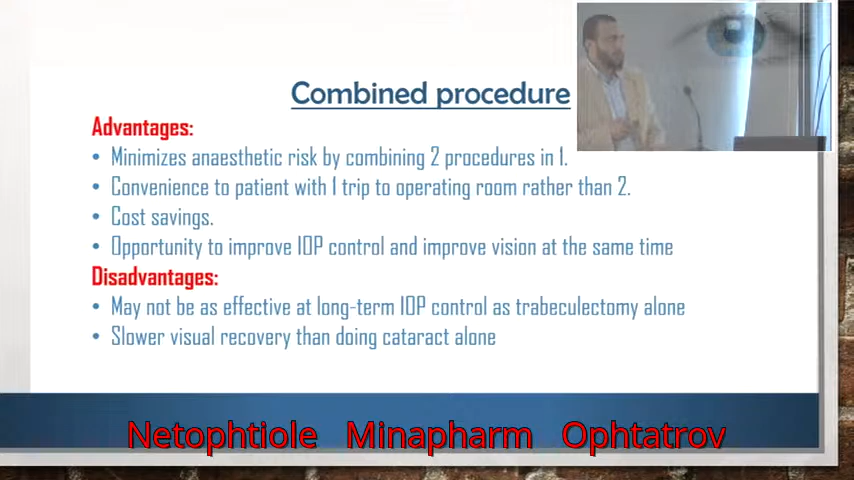 Combined procedure
Advantages:
• Minimizes anaesthetic risk by combining 2 procedures in 1.
• Convenience to patient with 1 trip to operating room rather than 2.
• Cost savings.
• Opportunity to improve IOP control and improve vision at the same time
Disadvantages:
• May not be as effective at long-term IOP control as trabeculectomy alone
• Slower visual recovery than doing cataract alone
Netophtiole Minapharm Ophtatrov